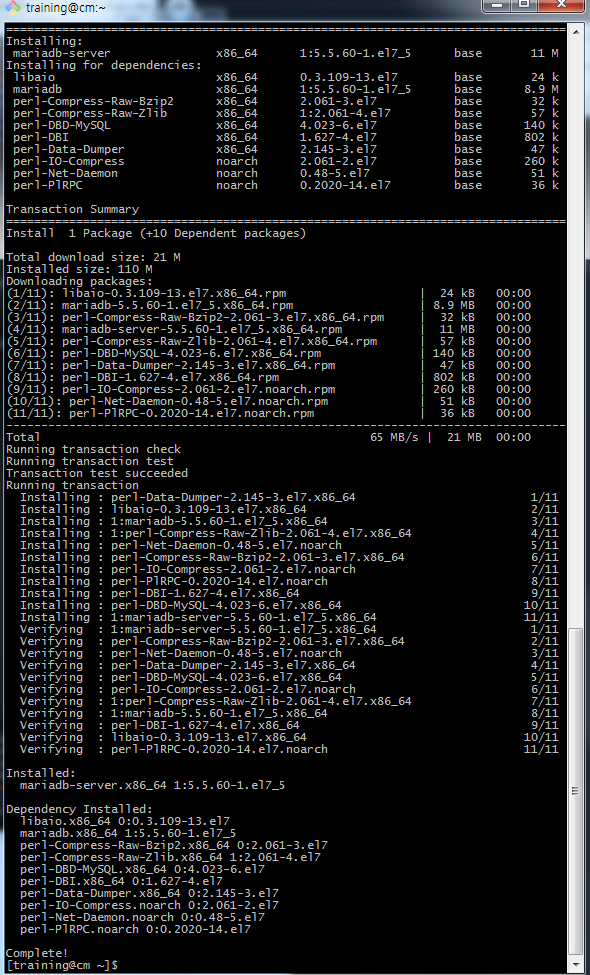 training@cm:~
================================================================================
Installing:
 mariadb-server x86_64 1:5.5.60-1.el7_5 base 11 M
Installing for dependencies:
 libaio x86_64 0.3.109-13.el7 base 24 k
 mariadb x86_64 1:5.5.60-1.el7_5 base 8.9 M
 perl-Compress-Raw-Bzip2 x86_64 2.061-3.el7 base 32 k
 perl-Compress-Raw-Zlib x86_64 1:2.061-4.el7 base 57 k
 perl-DBD-MySQL x86_64 4.023-6.el7 base 140 k
 perl-DBI x86_64 1.627-4.el7 base 802 k
 perl-Data-Dumper x86_64 2.145-3.el7 base 47 k
 perl-IO-Compress noarch 2.061-2.el7 base 260 k
 perl-Net-Daemon noarch 0.48-5.el7 base 51 k
 perl-PlRPC noarch 0.2020-14.el7 base 36 k
Transaction Summary
================================================================================
Install  1 Package (+10 Dependent packages)
Total download size: 21 M
Installed size: 110 M
Downloading packages:
(1/11): libaio-0.3.109-13.el7.x86_64.rpm | 24 kB 00:00
(2/11): mariadb-5.5.60-1.el7_5.x86_64.rpm | 8.9 MB 00:00
(3/11): perl-Compress-Raw-Bzip2-2.061-3.el7.x86_64.rpm | 32 kB 00:00
(4/11): mariadb-server-5.5.60-1.el7_5.x86_64.rpm | 11 MB 00:00
(5/11): perl-Compress-Raw-Zlib-2.061-4.el7.x86_64.rpm | 57 kB 00:00
(6/11): perl-DBD-MySQL-4.023-6.el7.x86_64.rpm | 140 kB 00:00
(7/11): perl-Data-Dumper-2.145-3.el7.x86_64.rpm | 47 kB 00:00
(8/11): perl-DBI-1.627-4.el7.x86_64.rpm | 802 kB 00:00
(9/11): perl-IO-Compress-2.061-2.el7.noarch.rpm | 260 kB 00:00
(10/11): perl-Net-Daemon-0.48-5.el7.noarch.rpm | 51 kB 00:00
(11/11): perl-PlRPC-0.2020-14.el7.noarch.rpm | 36 kB 00:00
--------------------------------------------------------------------------------
Total 65 MB/s | 21 MB 00:00
Running transaction check
Running transaction test
Transaction test succeeded
Running transaction
  Installing : perl-Data-Dumper-2.145-3.el7.x86_64 1/11
  Installing : libaio-0.3.109-13.el7.x86_64 2/11
  Installing : 1:mariadb-5.5.60-1.el7_5.x86_64 3/11
  Installing : 1:perl-Compress-Raw-Zlib-2.061-4.el7.x86_64 4/11
  Installing : perl-Net-Daemon-0.48-5.el7.noarch 5/11
  Installing : perl-Compress-Raw-Bzip2-2.061-3.el7.x86_64 6/11
  Installing : perl-IO-Compress-2.061-2.el7.noarch 7/11
  Installing : perl-PlRPC-0.2020-14.el7.noarch 8/11
  Installing : perl-DBI-1.627-4.el7.x86_64 9/11
  Installing : perl-DBD-MySQL-4.023-6.el7.x86_64 10/11
  Installing : 1:mariadb-server-5.5.60-1.el7_5.x86_64 11/11
  Verifying  : 1:mariadb-server-5.5.60-1.el7_5.x86_64 1/11
  Verifying  : perl-Compress-Raw-Bzip2-2.061-3.el7.x86_64 2/11
  Verifying  : perl-Net-Daemon-0.48-5.el7.noarch 3/11
  Verifying  : perl-Data-Dumper-2.145-3.el7.x86_64 4/11
  Verifying  : perl-DBD-MySQL-4.023-6.el7.x86_64 5/11
  Verifying  : perl-IO-Compress-2.061-2.el7.noarch 6/11
  Verifying  : 1:perl-Compress-Raw-Zlib-2.061-4.el7.x86_64 7/11
  Verifying  : 1:mariadb-5.5.60-1.el7_5.x86_64 8/11
  Verifying  : perl-DBI-1.627-4.el7.x86_64 9/11
  Verifying  : libaio-0.3.109-13.el7.x86_64 10/11
  Verifying  : perl-PlRPC-0.2020-14.el7.noarch 11/11
Installed:
  mariadb-server.x86_64 1:5.5.60-1.el7_5
Dependency Installed:
  libaio.x86_64 0:0.3.109-13.el7
  mariadb.x86_64 1:5.5.60-1.el7_5
  perl-Compress-Raw-Bzip2.x86_64 0:2.061-3.el7
  perl-Compress-Raw-Zlib.x86_64 1:2.061-4.el7
  perl-DBD-MySQL.x86_64 0:4.023-6.el7
  perl-DBI.x86_64 0:1.627-4.el7
  perl-Data-Dumper.x86_64 0:2.145-3.el7
  perl-IO-Compress.noarch 0:2.061-2.el7
  perl-Net-Daemon.noarch 0:0.48-5.el7
  perl-PlRPC.noarch 0:0.2020-14.el7
Complete!
[training@cm ~]$